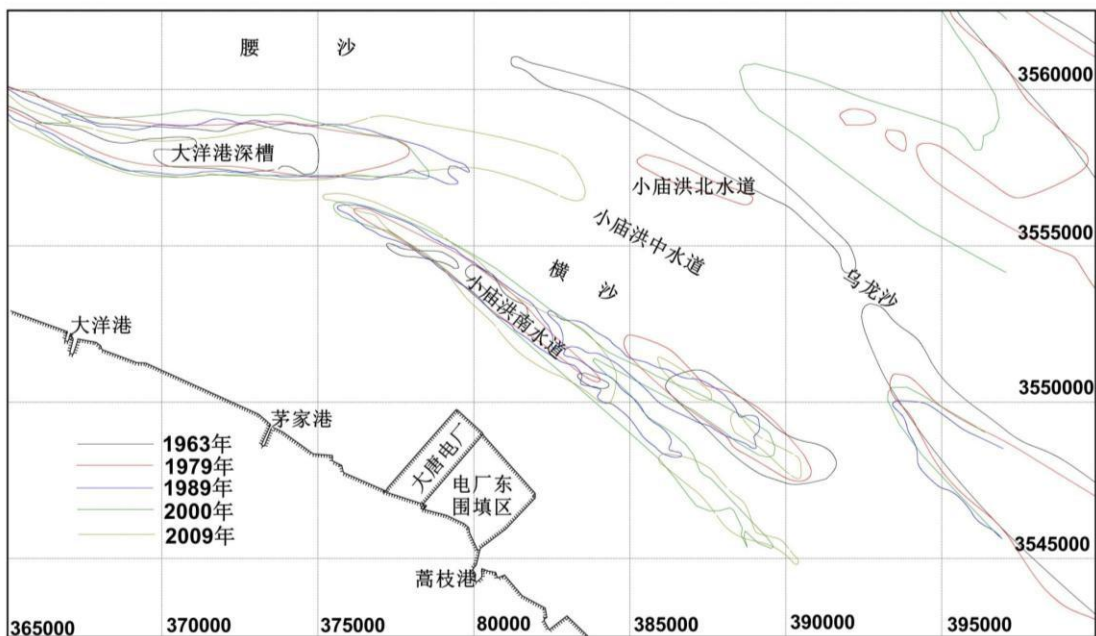 腰 沙
3560000
大洋港深槽
小庙洪北水道
小庙洪中水道
3555000
横 沙
乌龙沙
小庙洪南水道
大洋港
3550000
茅家港
1963年
1979年
1989年
2000年
2009年
大唐电厂
电厂东
围填区
3545000
蒿枝港
365000
370000
375000
80000
385000
390000
395000